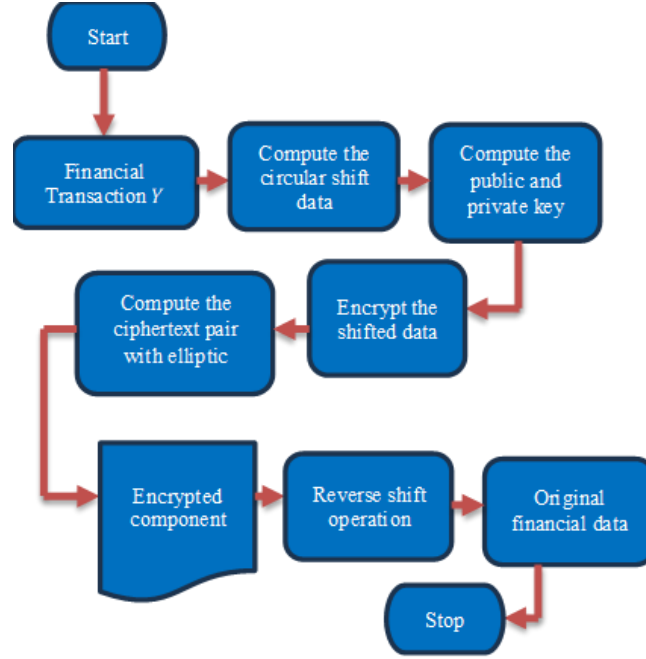 Start
Financial
Transaction Y
Compute the
circular shift
data
Compute the
public and
private key
Encrypt the
shifted data
Compute the
ciphertext pair
with elliptic
Encrypted
component
Reverse shift
operation
Original
financial data
Stop